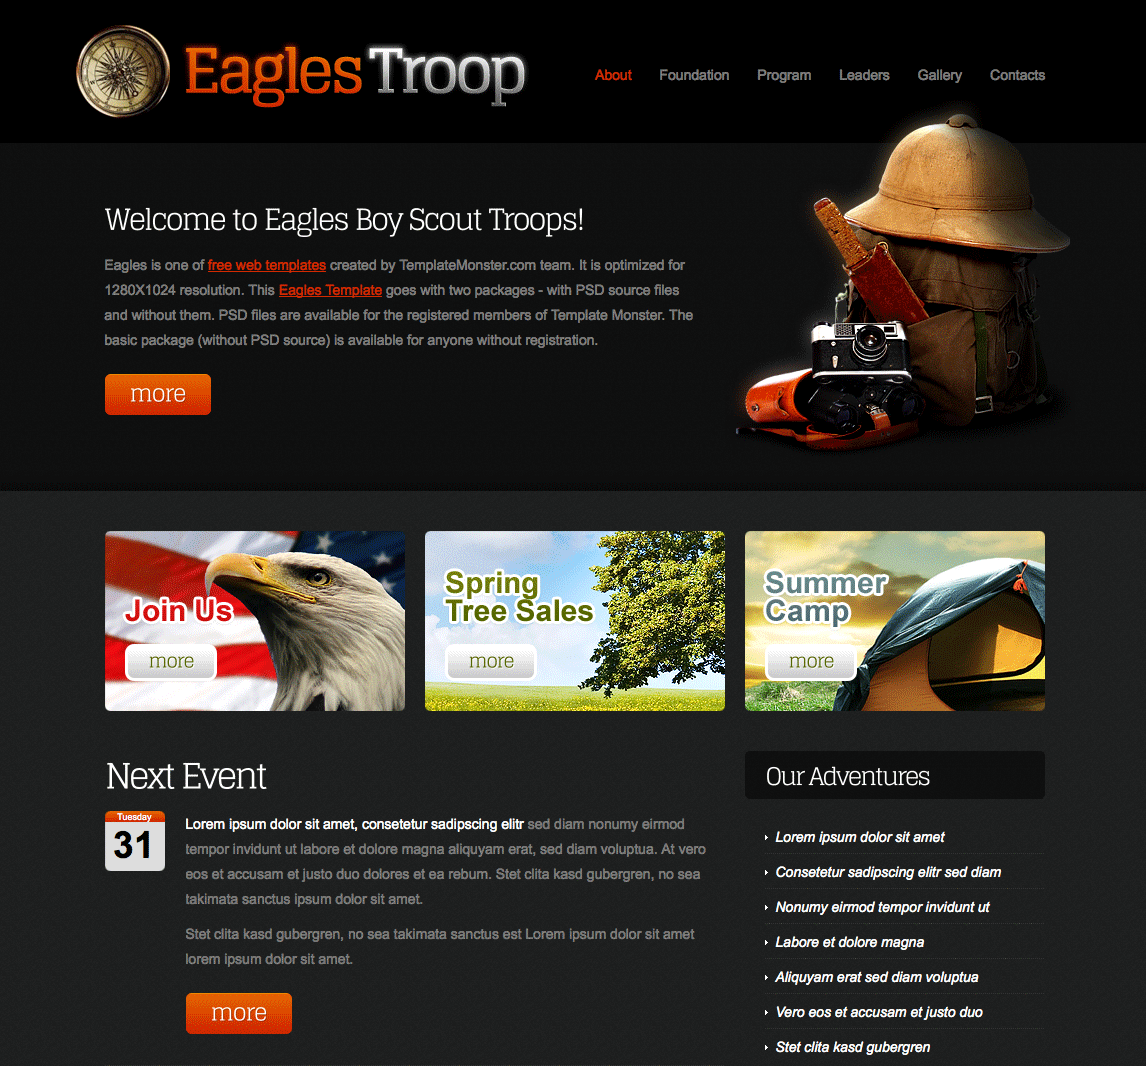 Eagles Troop
About Foundation Program Leaders Gallery Contacts
Welcome to Eagles Boy Scout Troops!
Eagles is one of free web templates created by TemplateMonster.com team. It is optimized for
1280X1024 resolution. This Eagles Template goes with two packages - with PSD source files
and without them. PSD files are available for the registered members of Template Monster. The
basic package (without PSD source) is available for anyone without registration.
more
Join Us
more
Spring
Tree Sales
more
Summer
Camp
more
Next Event
Tuesday
31
Lorem ipsum dolor sit amet, consetetur sadipscing elitr sed diam nonumy eirmod
tempor invidunt ut labore et dolore magna aliquyam erat, sed diam voluptua. At vero
eos et accusam et justo duo dolores et ea rebum. Stet clita kasd gubergren, no sea
takimata sanctus ipsum dolor sit amet.
Stet clita kasd gubergren, no sea takimata sanctus est Lorem ipsum dolor sit amet
lorem ipsum dolor sit amet.
more
Our Adventures
Lorem ipsum dolor sit amet
Consetetur sadipscing elitr sed diam
Nonumy eirmod tempor invidunt ut
Labore et dolore magna
Aliquyam erat sed diam voluptua
Vero eos et accusam et justo duo
Stet clita kasd gubergren